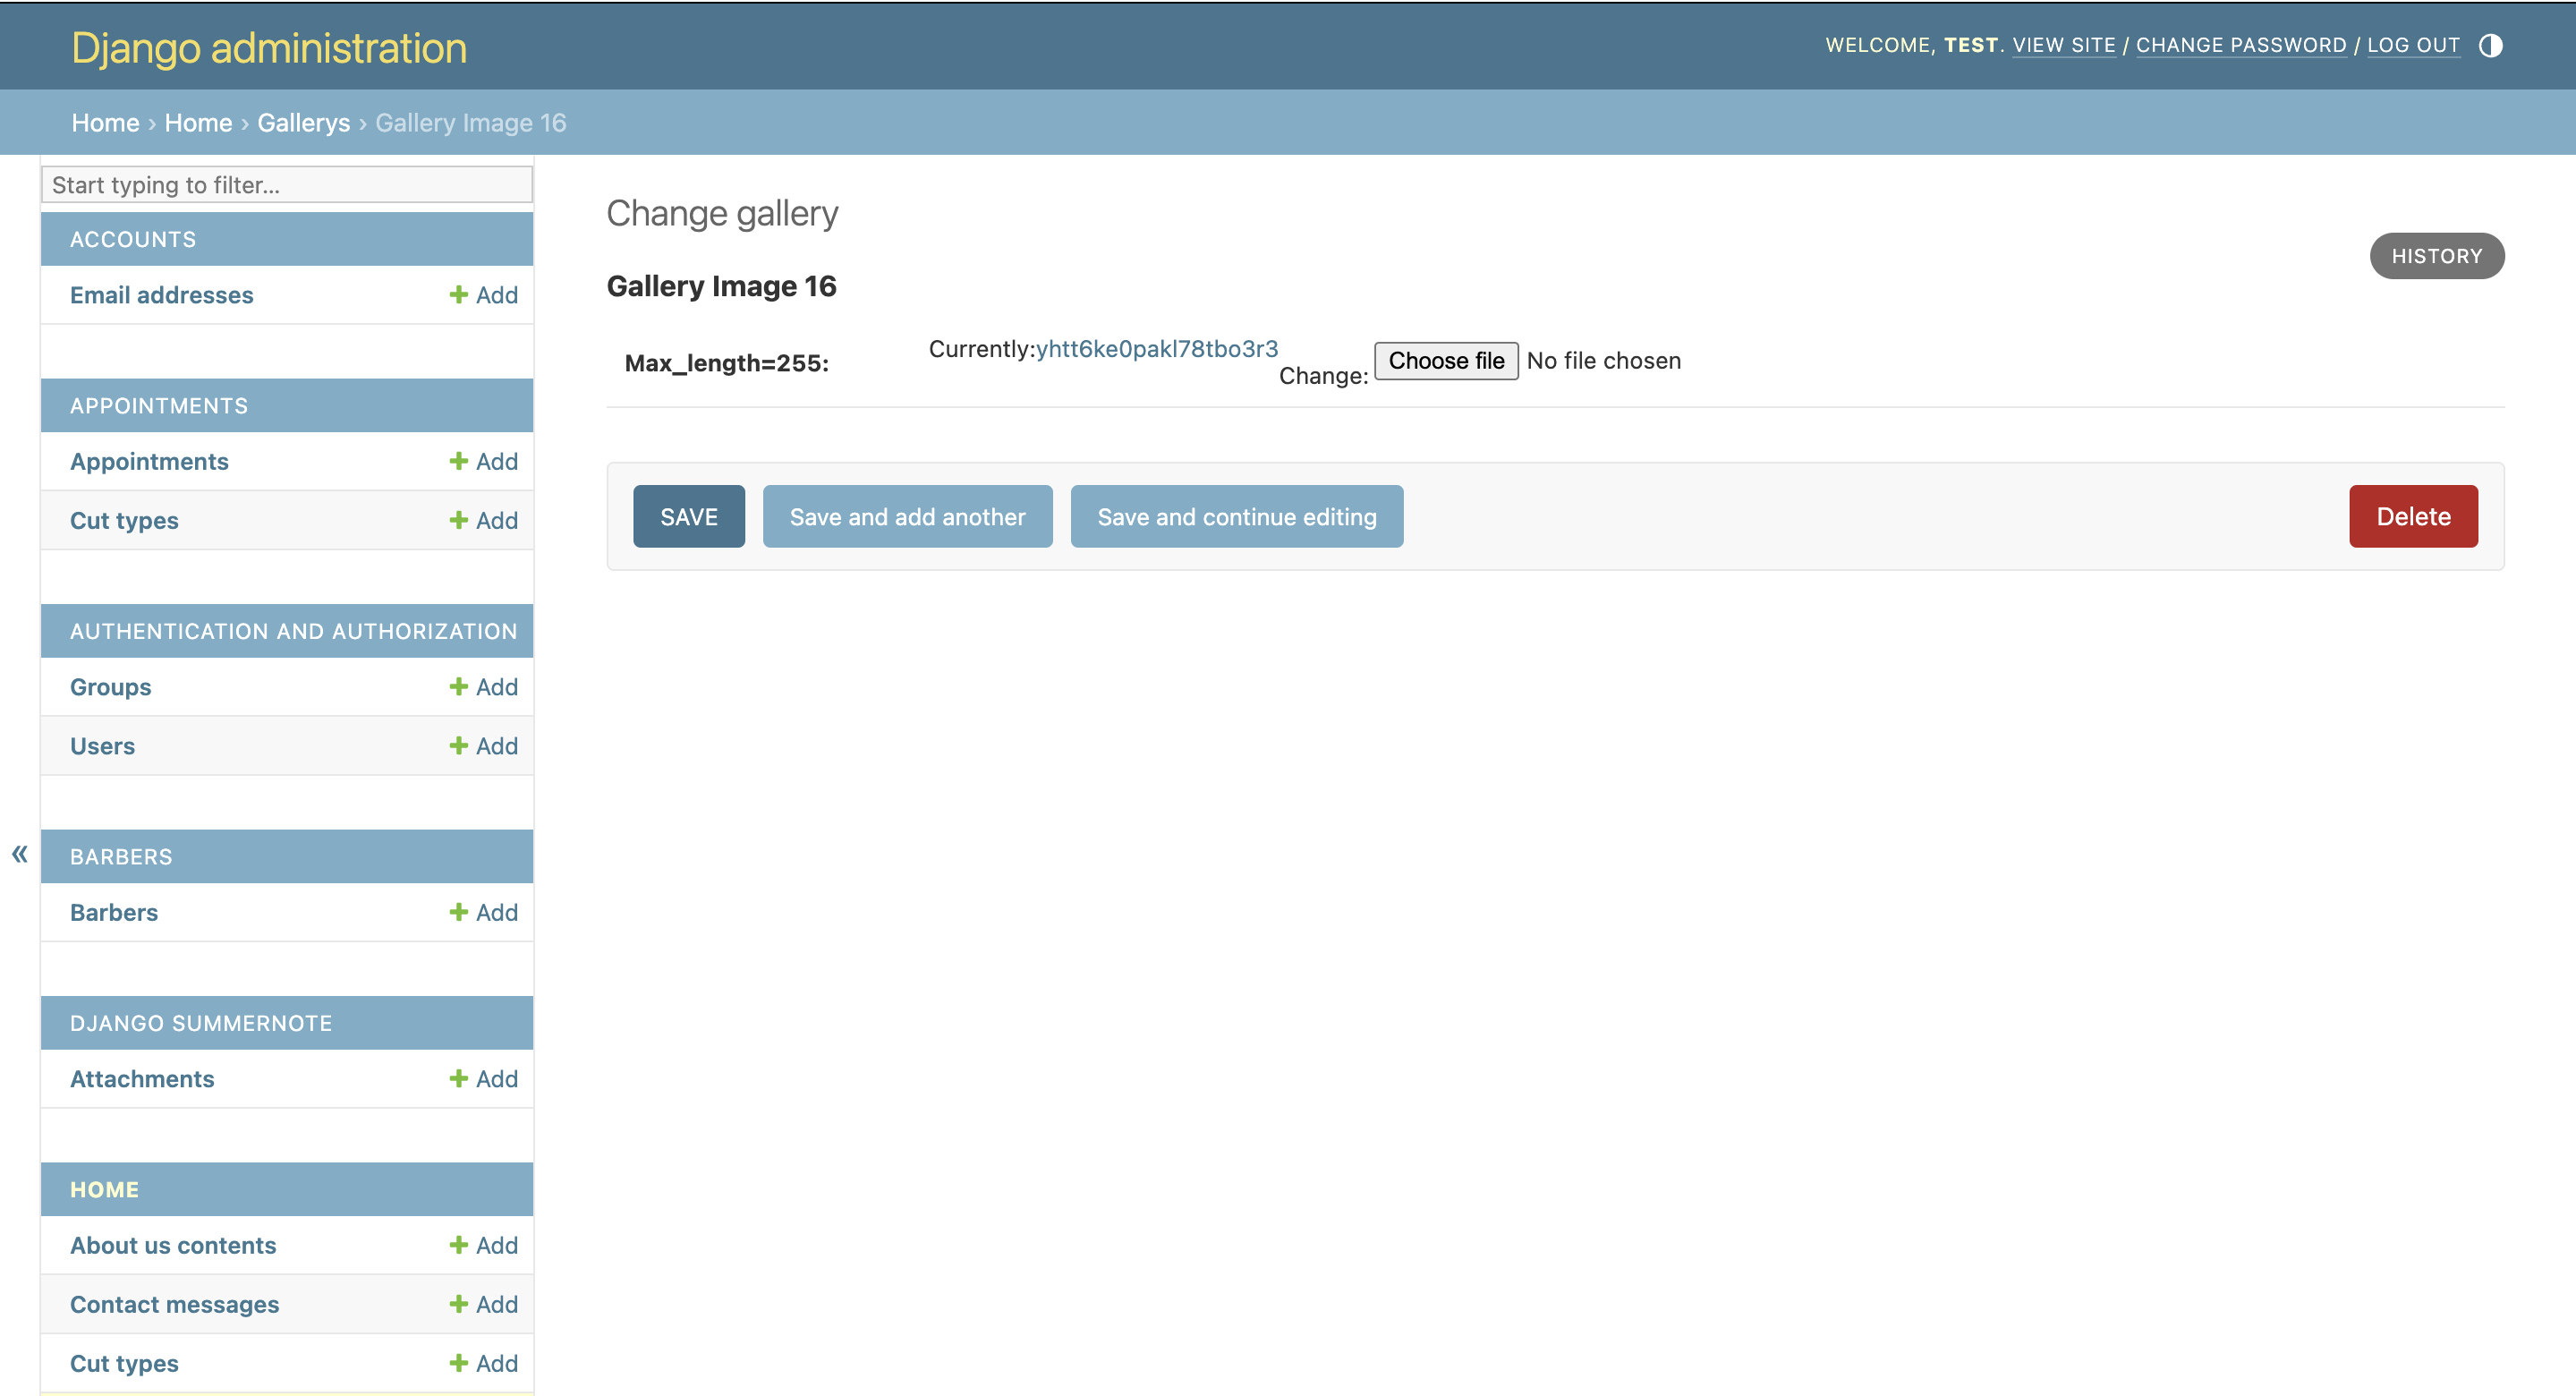 Django administration
WELCOME, TEST. VIEW SITE / CHANGE PASSWORD / LOG OUT
Home › Home › Gallerys › Gallery Image 16
Start typing to filter...
ACCOUNTS
Email addresses + Add
APPOINTMENTS
Appointments + Add
Cut types + Add
AUTHENTICATION AND AUTHORIZATION
Groups + Add
Users + Add
BARBERS
Barbers + Add
DJANGO SUMMERNOTE
Attachments + Add
HOME
About us contents + Add
Contact messages + Add
Cut types + Add
«
Change gallery
HISTORY
Gallery Image 16
Max_length=255:
Currently:yhtt6ke0pakl78tbo3r3
Change: Choose file No file chosen
SAVE Save and add another Save and continue editing Delete